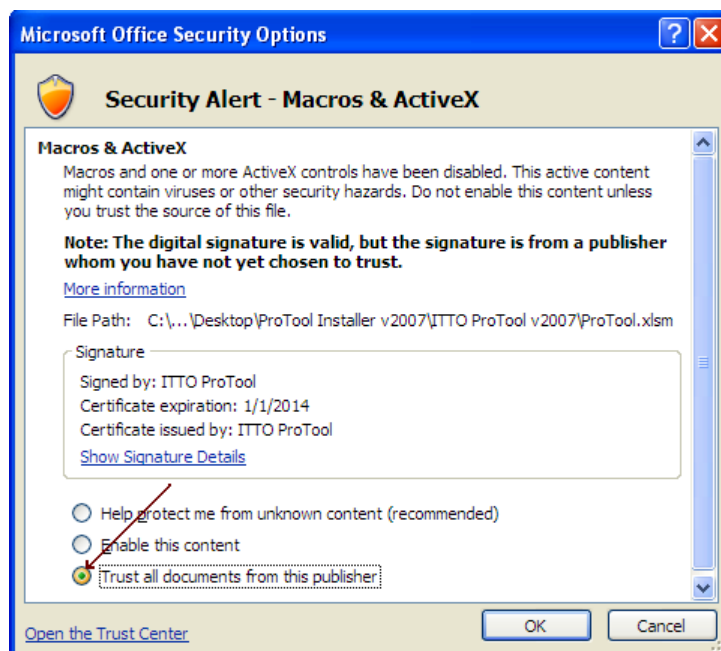 Microsoft Office Security Options
Security Alert - Macros & ActiveX
Macros & ActiveX
Macros and one or more ActiveX controls have been disabled. This active content
might contain viruses or other security hazards. Do not enable this content unless
you trust the source of this file.
Note: The digital signature is valid, but the signature is from a publisher
whom you have not yet chosen to trust.
More information
File Path: C:\...\Desktop\ProTool Installer v2007\ITTO ProTool v2007\ProTool.xlsm
Signature
Signed by: ITTO ProTool
Certificate expiration: 1/1/2014
Certificate issued by: ITTO ProTool
Show Signature Details
Help protect me from unknown content (recommended)
Enable this content
Trust all documents from this publisher
Open the Trust Center
OK
Cancel